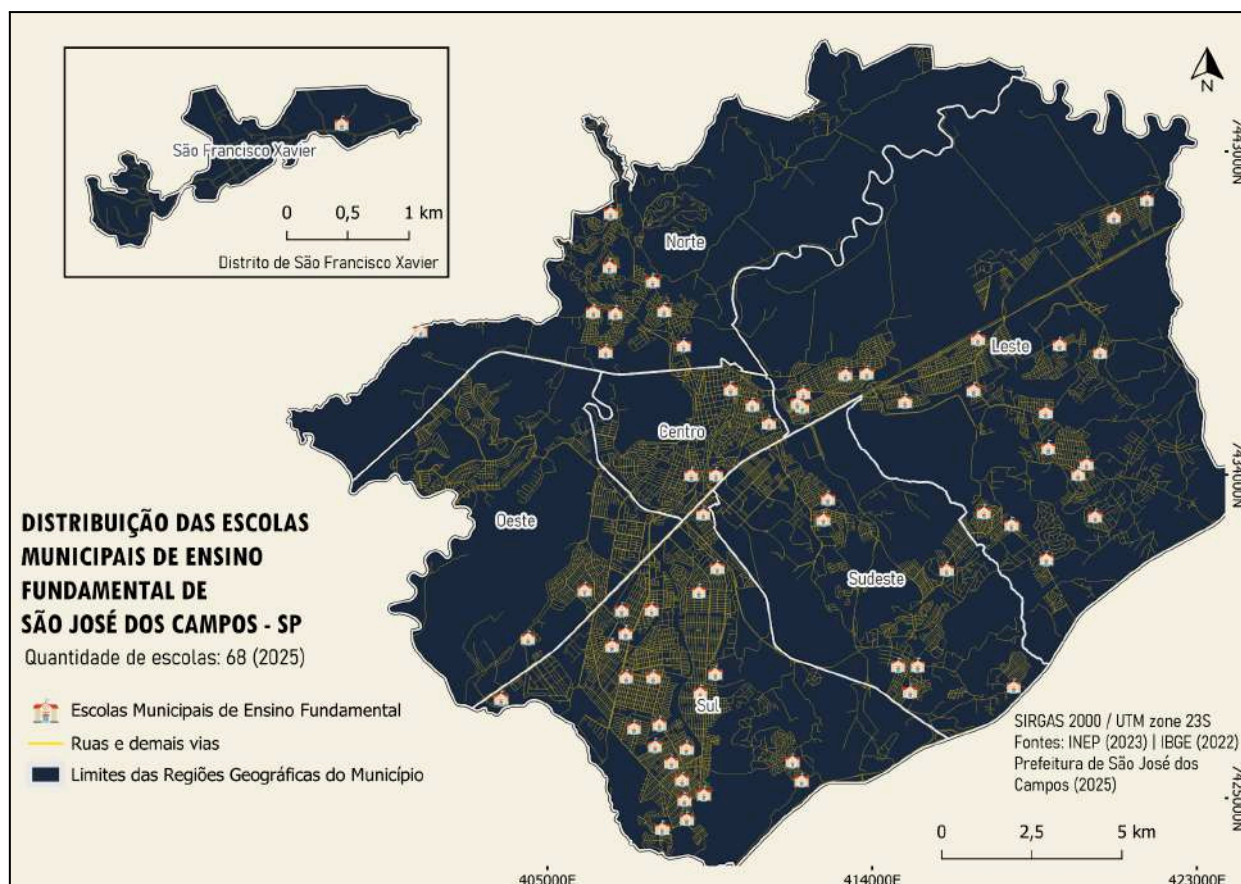 São Francisco Xavier
0 0,5 1 km
Distrito de São Francisco Xavier
N
Norte
Leste
Centro
Oeste
Sudeste
Sul
DISTRIBUIÇÃO DAS ESCOLAS
MUNICIPAIS DE ENSINO
FUNDAMENTAL DE
SÃO JOSÉ DOS CAMPOS - SP
Quantidade de escolas: 68 (2025)
Escolas Municipais de Ensino Fundamental
Ruas e demais vias
Limites das Regiões Geográficas do Município
SIRGAS 2000 / UTM zone 23S
Fontes: INEP (2023) | IBGE (2022)
Prefeitura de São José dos
Campos (2025)
0 2,5 5 km
7443000N
7434000N
7425000N
405000E 414000E 423000E